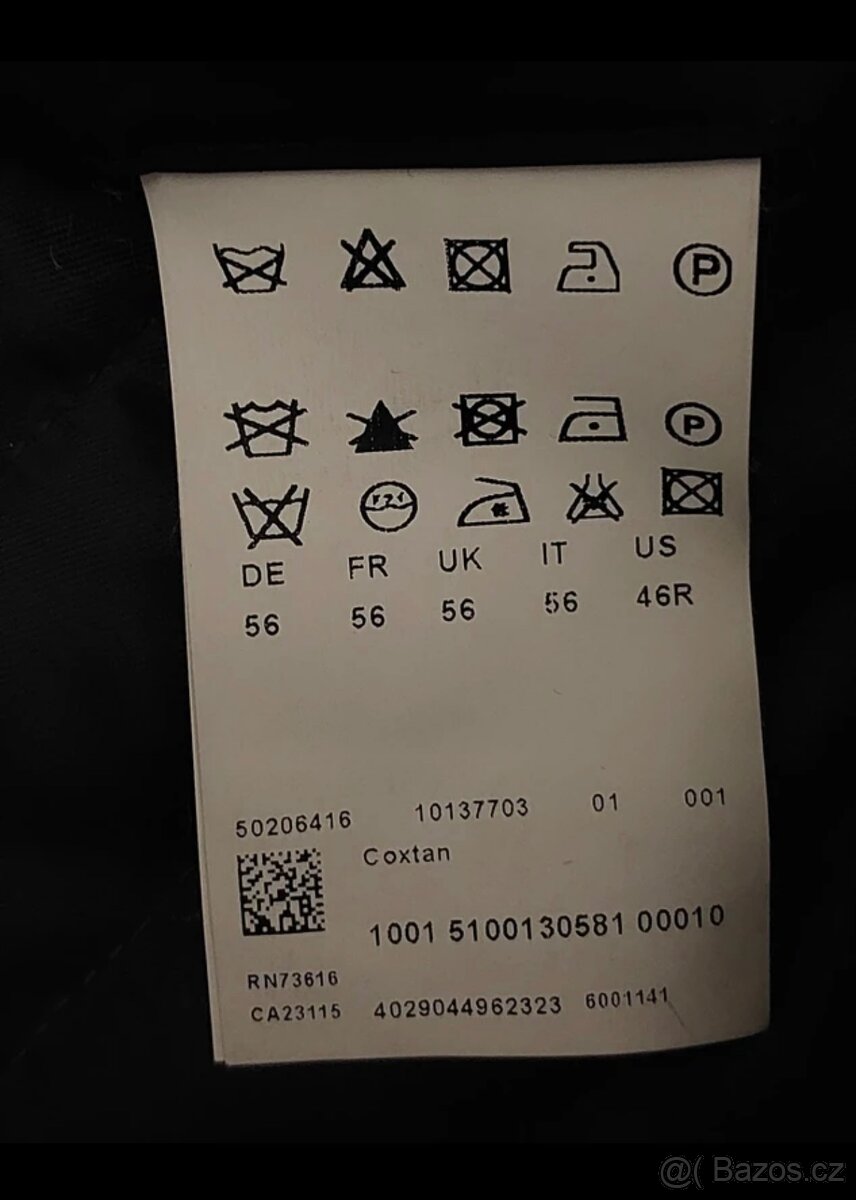 P
P
DE FR UK IT US
56 56 56 56 46R
50206416 10137703 01 001
Coxtan
1001 5100130581 00010
RN73616
CA23115 4029044962323 6001141
@( Bazos.cz